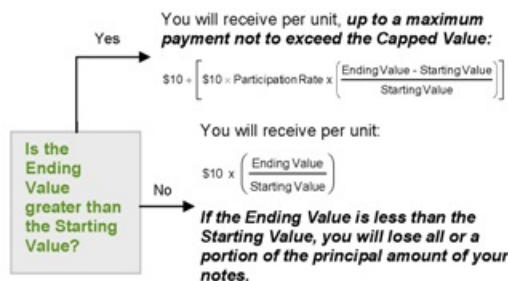 You will receive per unit, up to a maximum
payment not to exceed the Capped Value:
Yes
$10 + [$10 × Participation Rate x (Ending Value - Starting Value / Starting Value)]
You will receive per unit:
$10 x (Ending Value / Starting Value)
Is the
Ending
Value
greater than
the Starting
Value?
No
If the Ending Value is less than the
Starting Value, you will lose all or a
portion of the principal amount of your
notes.